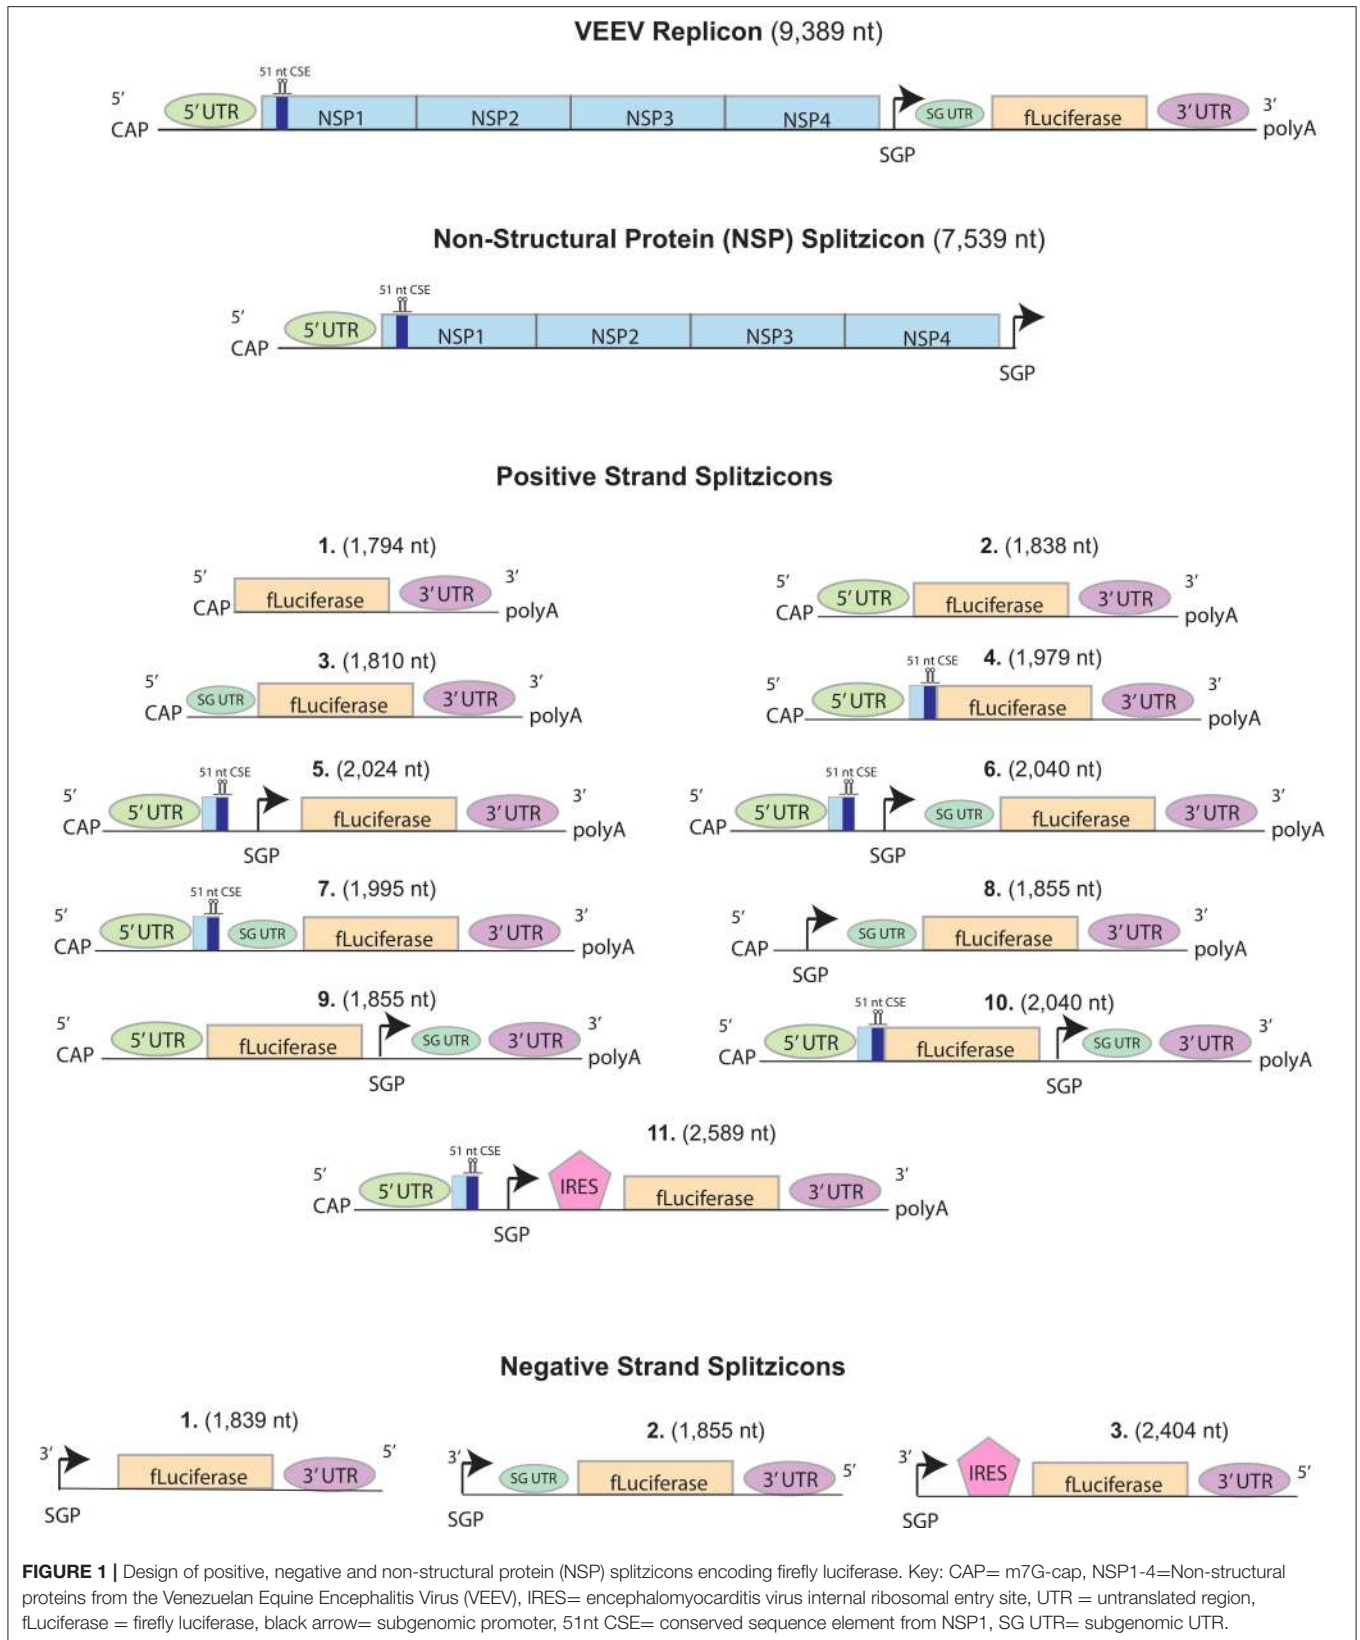 VEEV Replicon (9,389 nt)
51 nt CSE
5′ 3′
CAP 5′ UTR NSP1 NSP2 NSP3 NSP4 SG UTR fLuciferase 3′ UTR polyA
SGP
Non-Structural Protein (NSP) Splitzicon (7,539 nt)
51 nt CSE
5′
CAP 5′ UTR NSP1 NSP2 NSP3 NSP4
SGP
Positive Strand Splitzicons
1. (1,794 nt)
5′ 3′
CAP fLuciferase 3′ UTR polyA
2. (1,838 nt)
5′ 3′
CAP 5′ UTR fLuciferase 3′ UTR polyA
3. (1,810 nt)
5′ 3′
CAP SG UTR fLuciferase 3′ UTR polyA
51 nt CSE 4. (1,979 nt)
5′ 3′
CAP 5′ UTR fLuciferase 3′ UTR polyA
51 nt CSE 5. (2,024 nt)
5′ 3′
CAP 5′ UTR fLuciferase 3′ UTR polyA
SGP
51 nt CSE 6. (2,040 nt)
5′ 3′
CAP 5′ UTR SG UTR fLuciferase 3′ UTR polyA
SGP
51 nt CSE 7. (1,995 nt)
5′ 3′
CAP 5′ UTR SG UTR fLuciferase 3′ UTR polyA
8. (1,855 nt)
5′ 3′
CAP SG UTR fLuciferase 3′ UTR polyA
SGP
9. (1,855 nt)
5′ 3′
CAP 5′ UTR fLuciferase SG UTR 3′ UTR polyA
SGP
51 nt CSE 10. (2,040 nt)
5′ 3′
CAP 5′ UTR fLuciferase SG UTR 3′ UTR polyA
SGP
51 nt CSE 11. (2,589 nt)
5′ 3′
CAP 5′ UTR IRES fLuciferase 3′ UTR polyA
SGP
Negative Strand Splitzicons
1. (1,839 nt)
3′ 5′
fLuciferase 3′ UTR
SGP
2. (1,855 nt)
3′ 5′
SG UTR fLuciferase 3′ UTR
SGP
3. (2,404 nt)
3′ 5′
IRES fLuciferase 3′ UTR
SGP
FIGURE 1 | Design of positive, negative and non-structural protein (NSP) splitzicons encoding firefly luciferase. Key: CAP= m7G-cap, NSP1-4=Non-structural
proteins from the Venezuelan Equine Encephalitis Virus (VEEV), IRES= encephalomyocarditis virus internal ribosomal entry site, UTR = untranslated region,
fLuciferase = firefly luciferase, black arrow= subgenomic promoter, 51nt CSE= conserved sequence element from NSP1, SG UTR= subgenomic UTR.